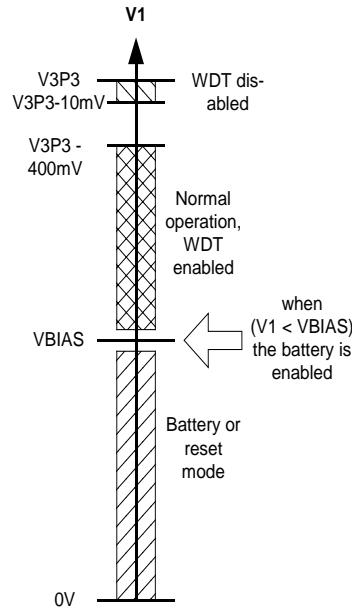 V1
V3P3
WDT dis-
abled
V3P3-10mV
V3P3 -
400mV
Normal
operation,
WDT
enabled
VBIAS
when
(V1 < VBIAS)
the battery is
enabled
Battery or
reset
mode
0V